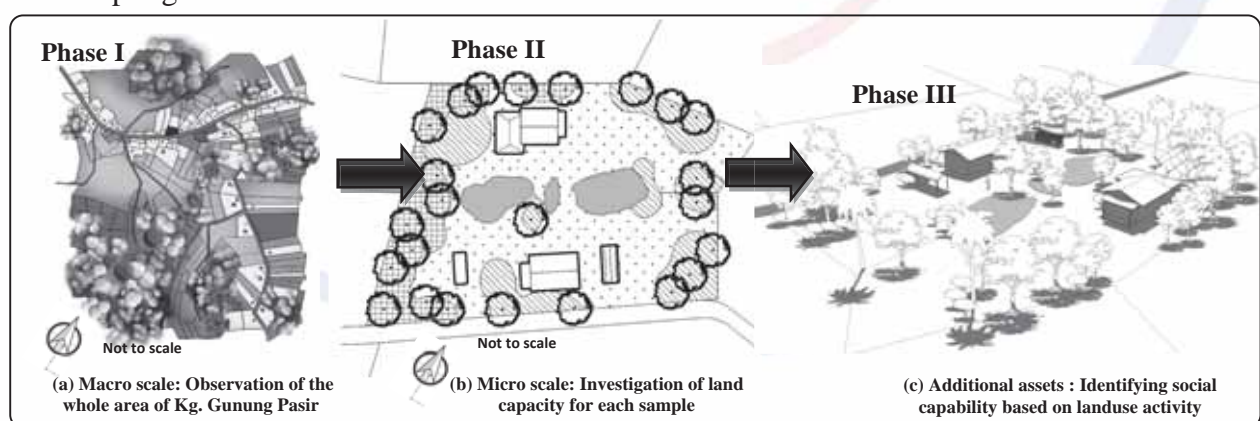 Phase I
Phase II
Phase III
Not to scale
Not to scale
(a) Macro scale: Observation of the
whole area of Kg. Gunung Pasir
(b) Micro scale: Investigation of land
capacity for each sample
(c) Additional assets : Identifying social
capability based on landuse activity